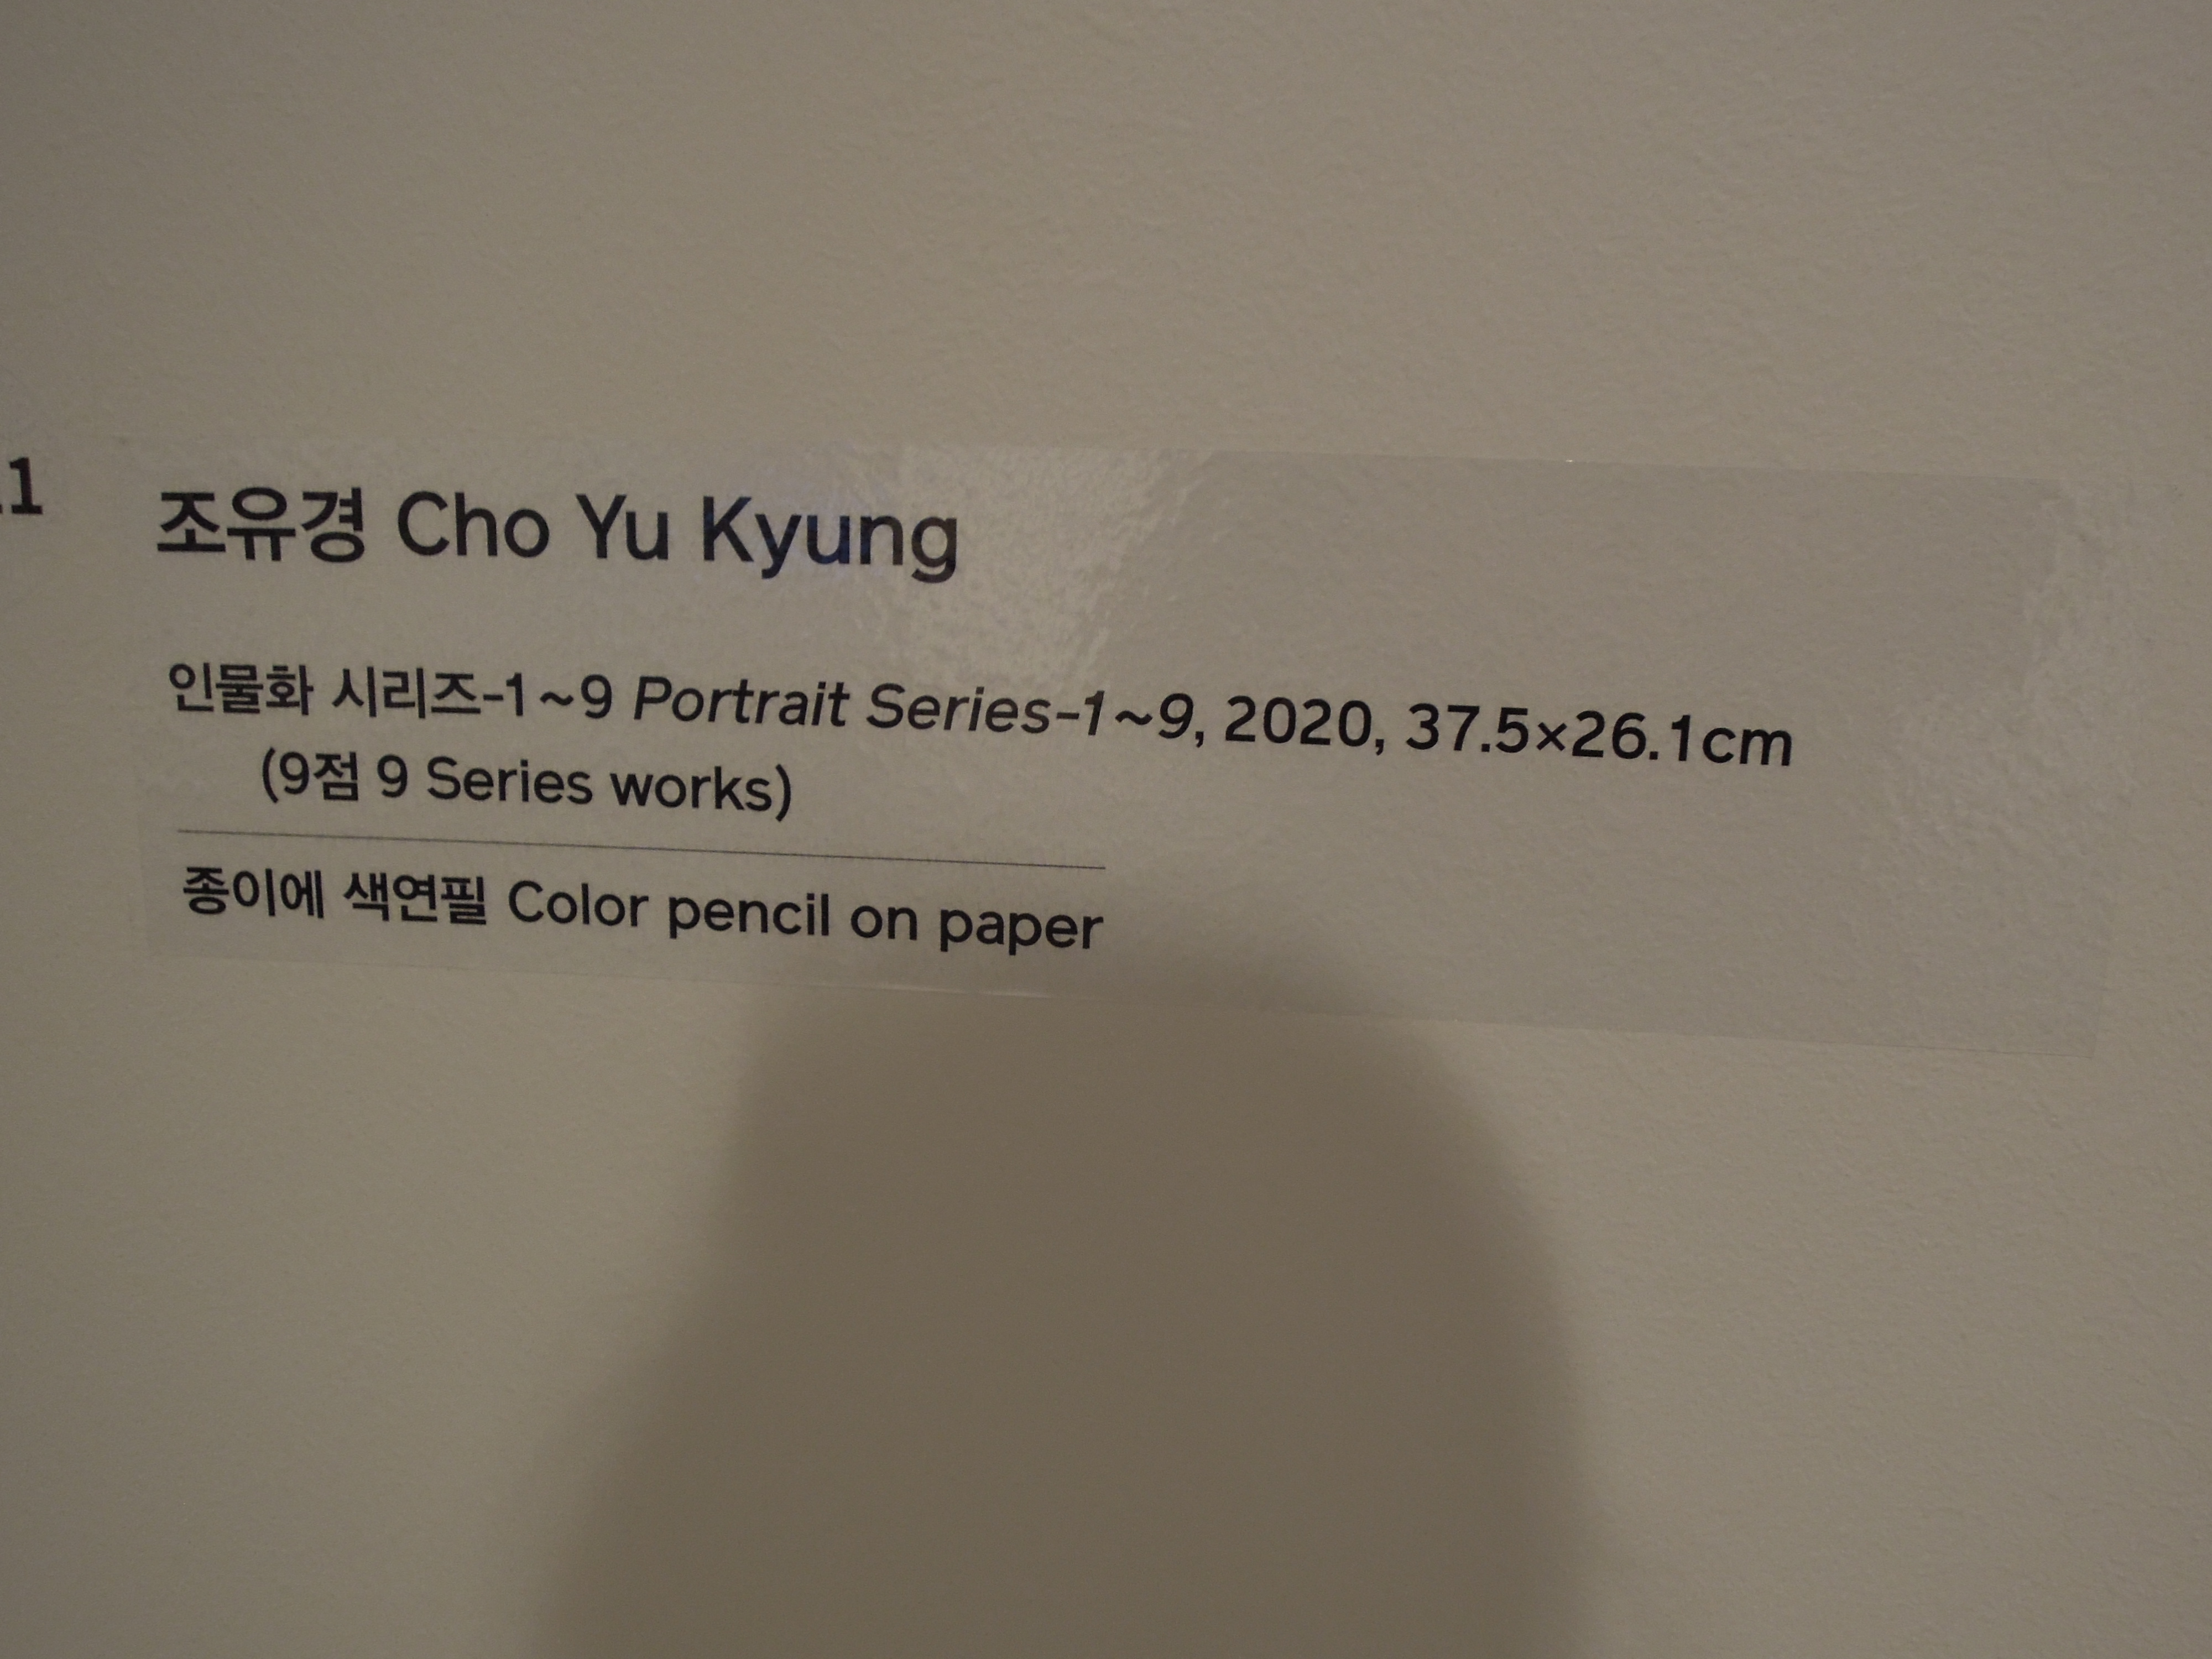 조유경 Cho Yu Kyung
인물화 시리즈-1~9 Portrait Series-1~9, 2020, 37.5×26.1cm
(9점 9 Series works)
종이에 색연필 Color pencil on paper